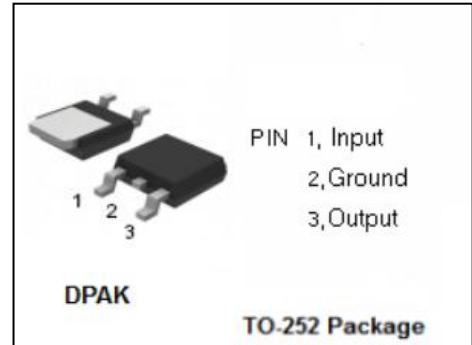 PIN 1, Input
2,Ground
3,Output
1
2
3
DPAK
TO-252 Package